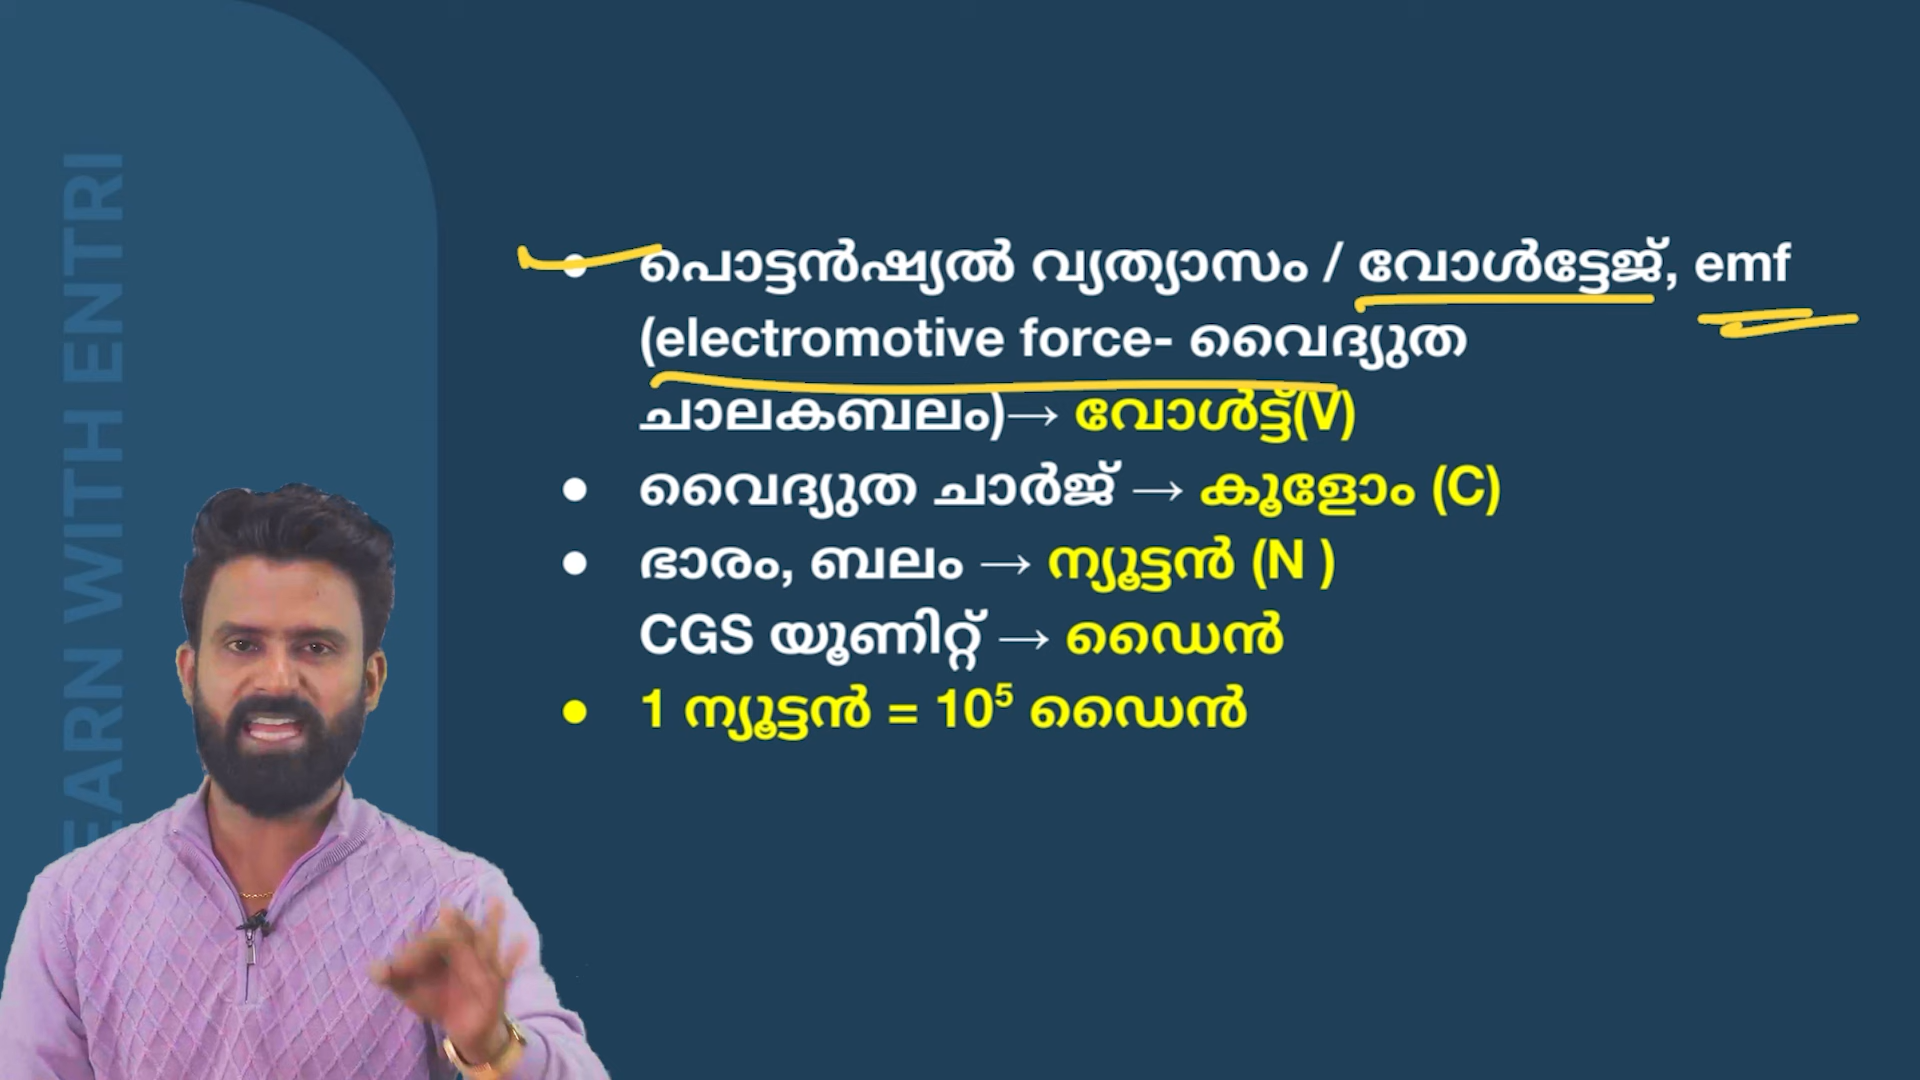 LEARN WITH ENTRI
പൊട്ടൻഷ്യൽ വ്യത്യാസം / വോൾട്ടേജ്, emf
(electromotive force- വൈദ്യുത
ചാലകബലം)→ വോൾട്ട്(V)
വൈദ്യുത ചാർജ് → കൂളോം (C)
ഭാരം, ബലം → ന്യൂട്ടൻ (N )
CGS യൂണിറ്റ് → ഡൈൻ
1 ന്യൂട്ടൻ = 10⁵ ഡൈൻ